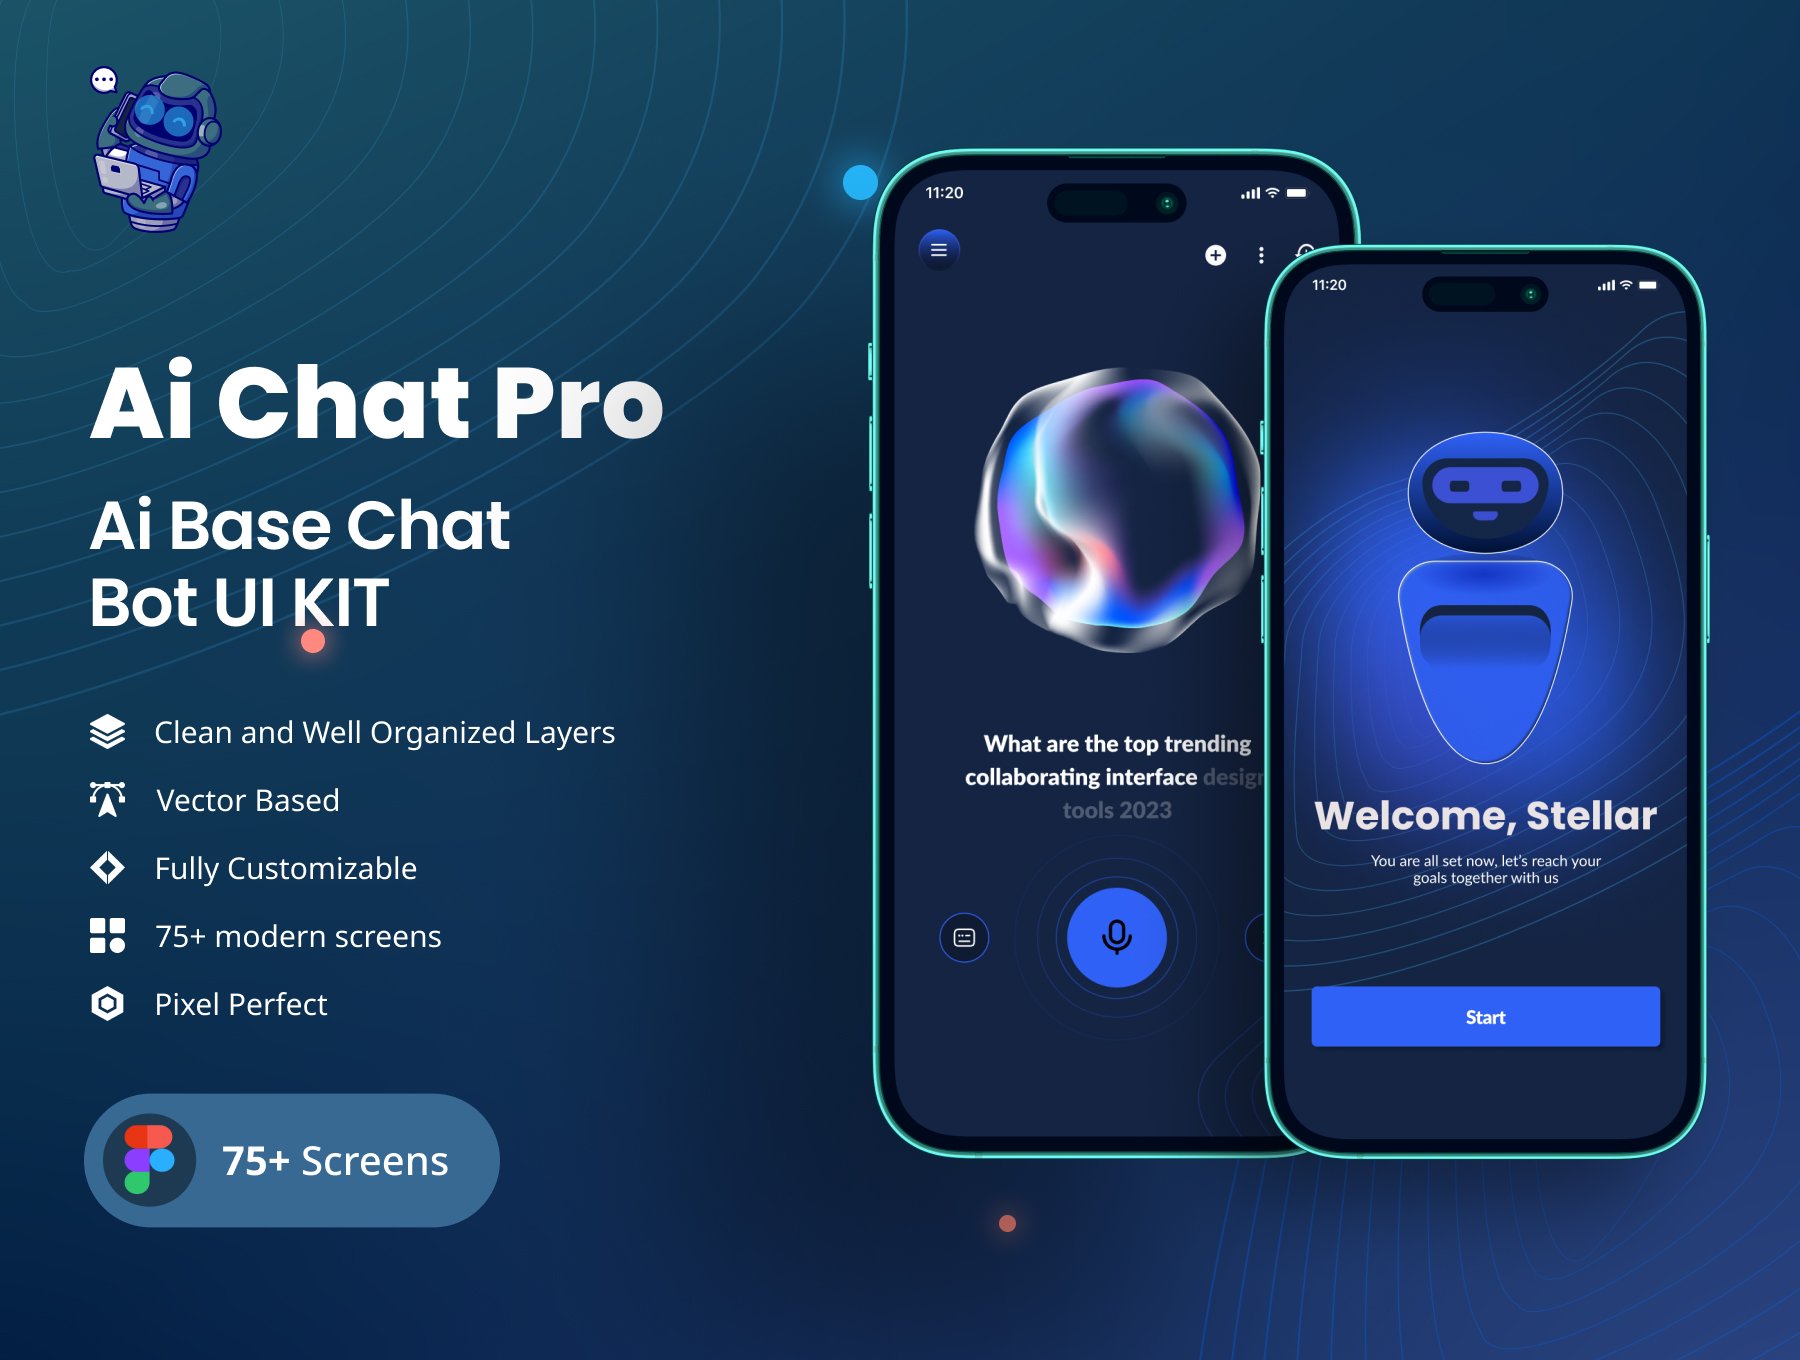 Ai Chat Pro
Ai Base Chat
Bot UI KIT
Clean and Well Organized Layers
Vector Based
Fully Customizable
75+ modern screens
Pixel Perfect
75+ Screens
11:20
What are the top trending
collaborating interface design
tools 2023
11:20
Welcome, Stellar
You are all set now, let's reach your
goals together with us
Start